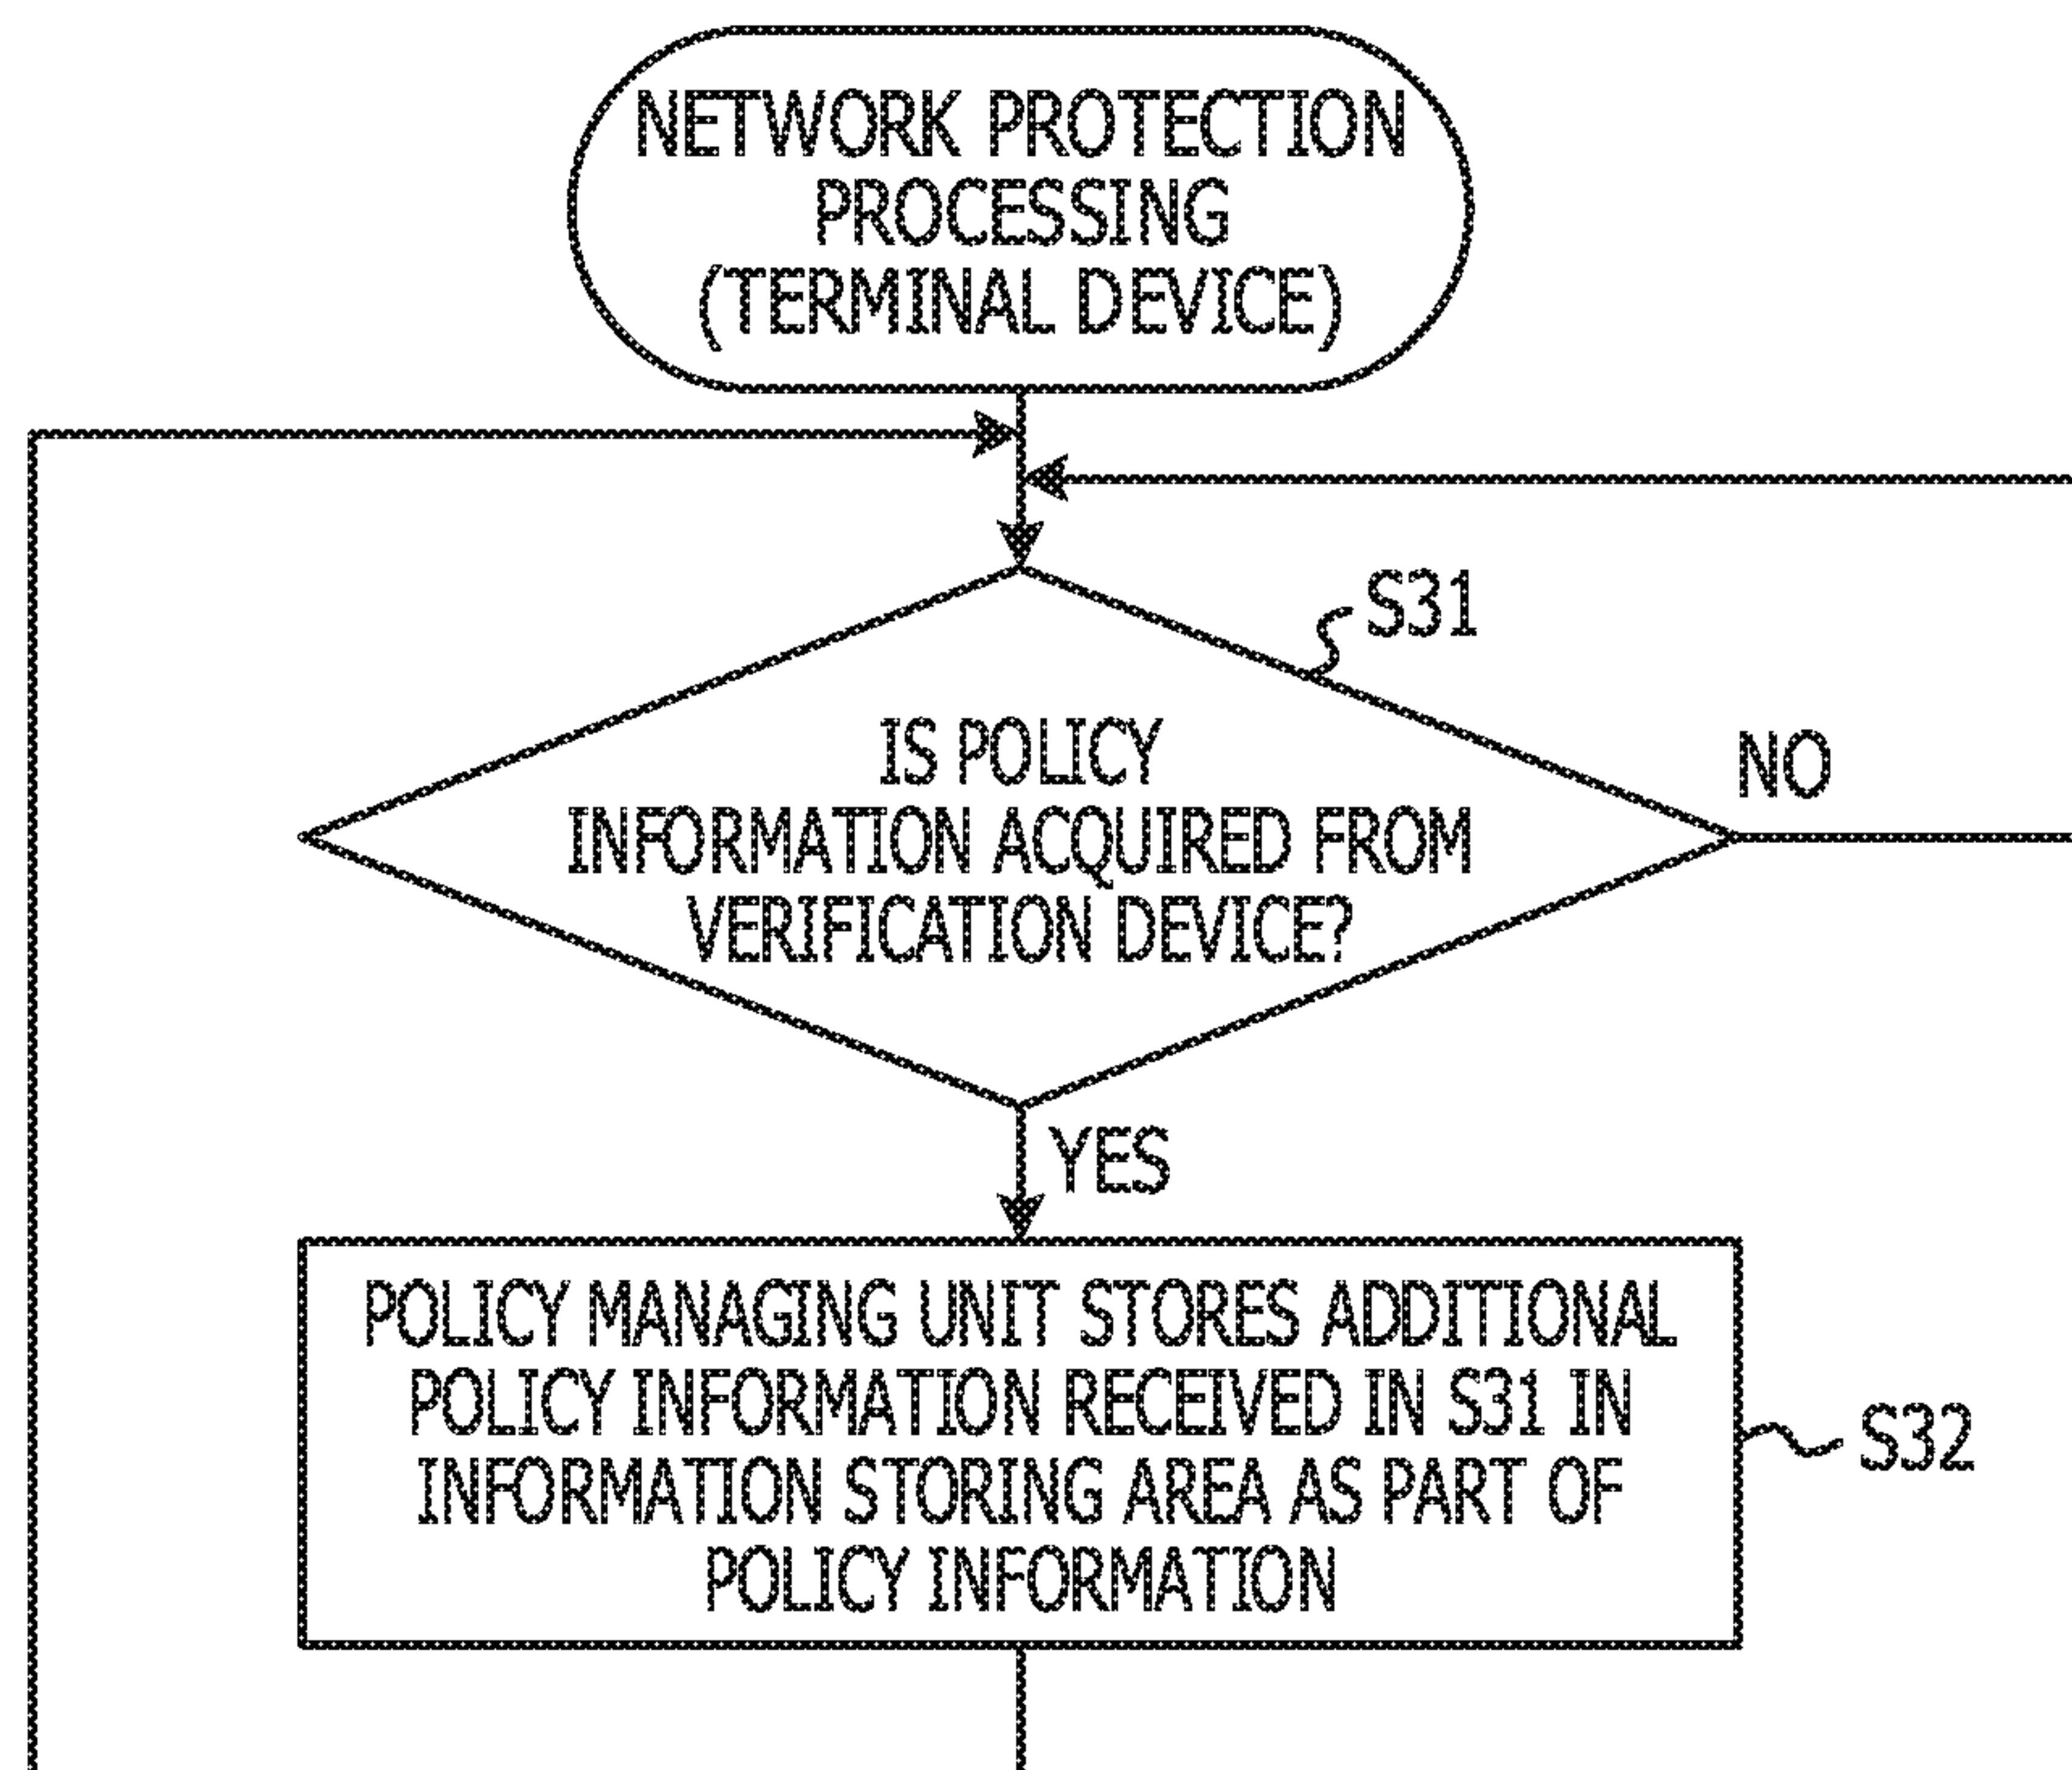 NETWORK PROTECTION
PROCESSING
(TERMINAL DEVICE)
S31
IS POLICY
INFORMATION ACQUIRED FROM
VERIFICATION DEVICE?
NO
YES
POLICY MANAGING UNIT STORES ADDITIONAL
POLICY INFORMATION RECEIVED IN S31 IN
INFORMATION STORING AREA AS PART OF
POLICY INFORMATION
S32